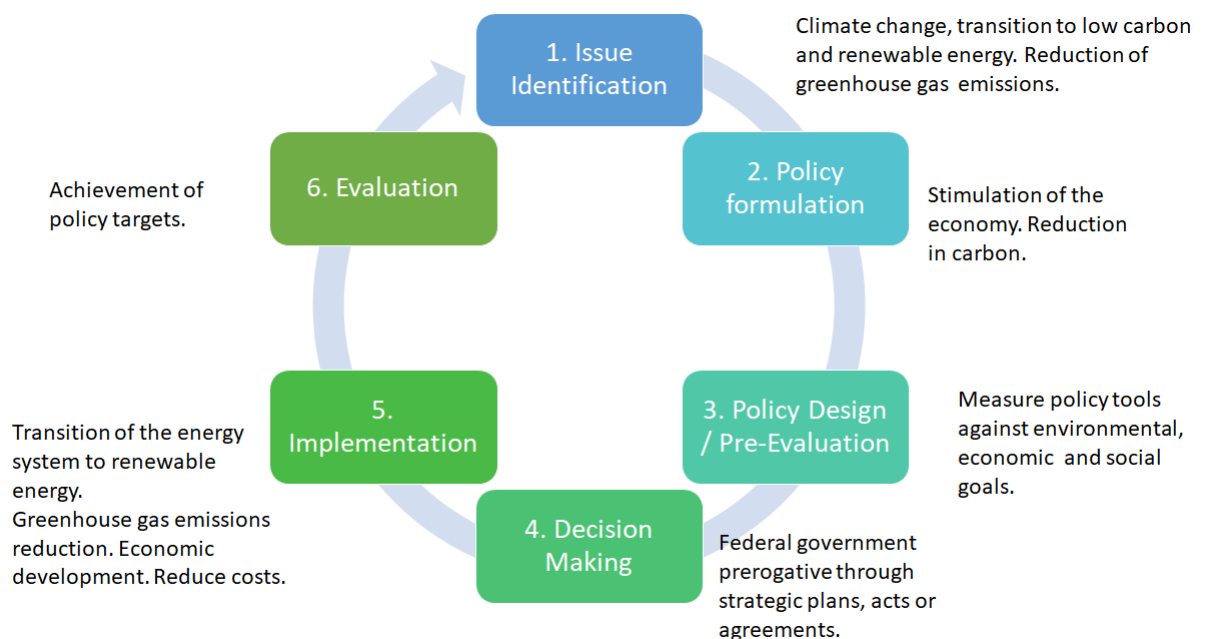 1. Issue
Identification
Climate change, transition to low carbon
and renewable energy. Reduction of
greenhouse gas emissions.
2. Policy
formulation
Stimulation of the
economy. Reduction
in carbon.
3. Policy Design
/ Pre-Evaluation
Measure policy tools
against environmental,
economic and social
goals.
4. Decision
Making
Federal government
prerogative through
strategic plans, acts or
agreements.
5.
Implementation
Transition of the energy
system to renewable
energy.
Greenhouse gas emissions
reduction. Economic
development. Reduce costs.
6. Evaluation
Achievement of
policy targets.